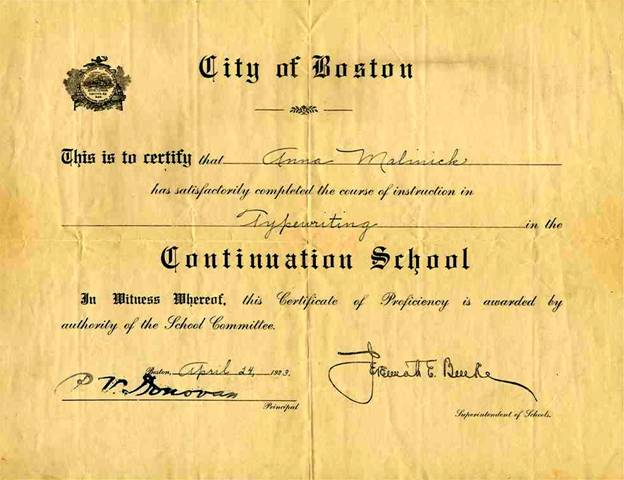 City of Boston
This is to certify that Anna Malinick
has satisfactorily completed the course of instruction in
Typewriting in the
Continuation School
In Witness Whereof, this Certificate of Proficiency is awarded by
authority of the School Committee.
Boston, April 24, 1923.
P. V. Donovan
Principal
Jeremiah E. Burke
Superintendent of Schools.